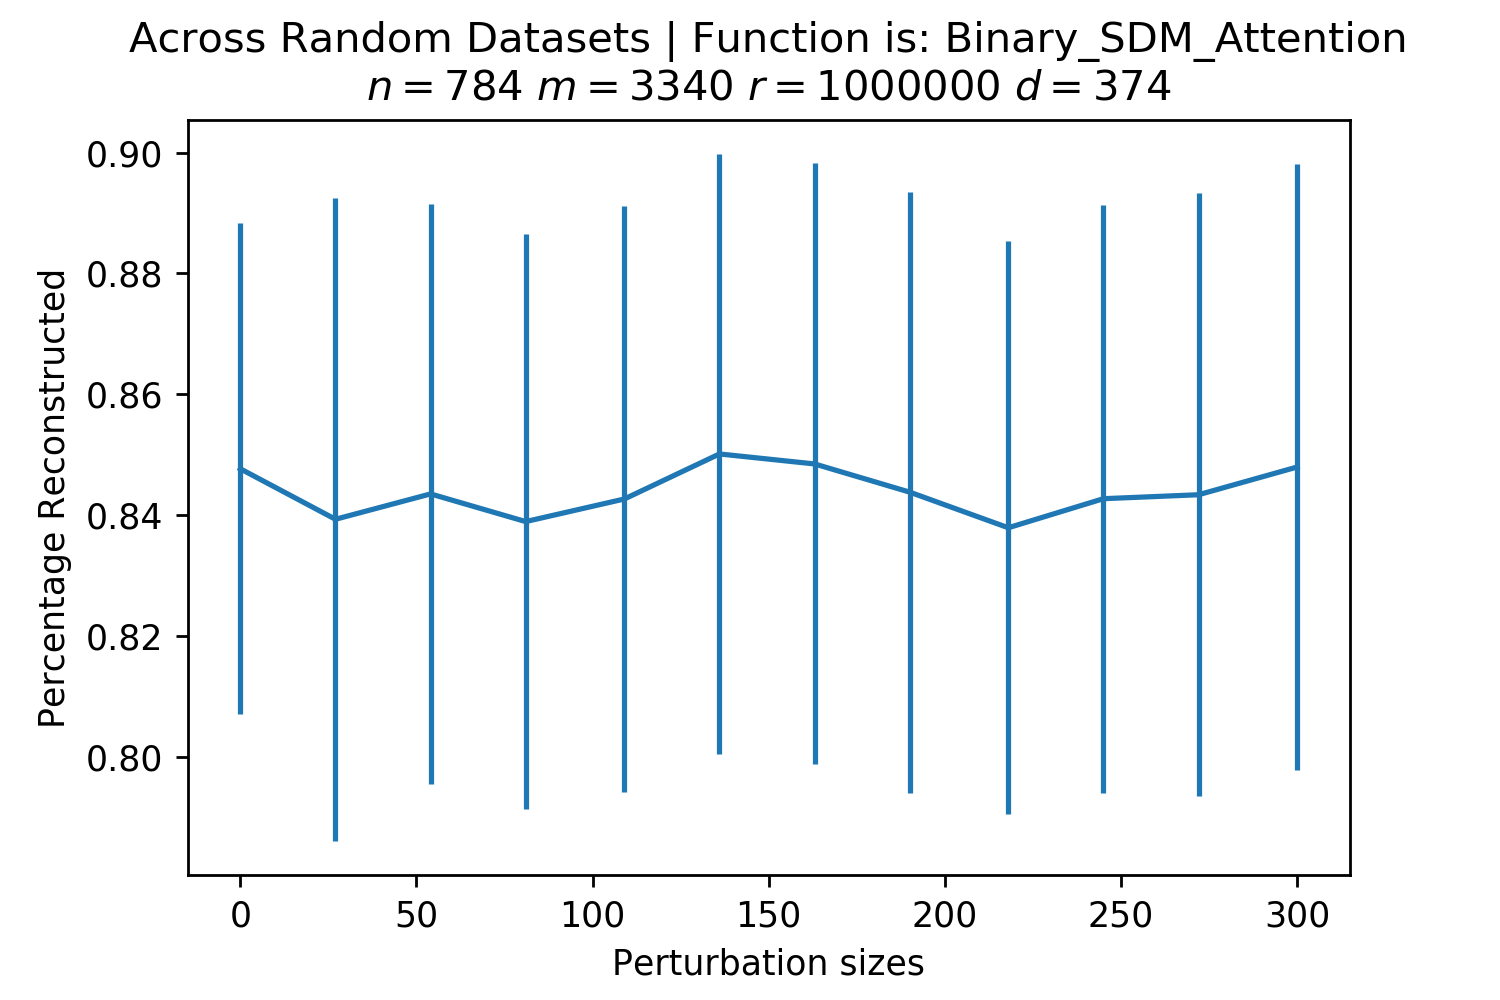 Across Random Datasets | Function is: Binary_SDM_Attention
n = 784 m = 3340 r = 1000000 d = 374
0.90
0.88
0.86
0.84
0.82
0.80
Percentage Reconstructed
0 50 100 150 200 250 300
Perturbation sizes